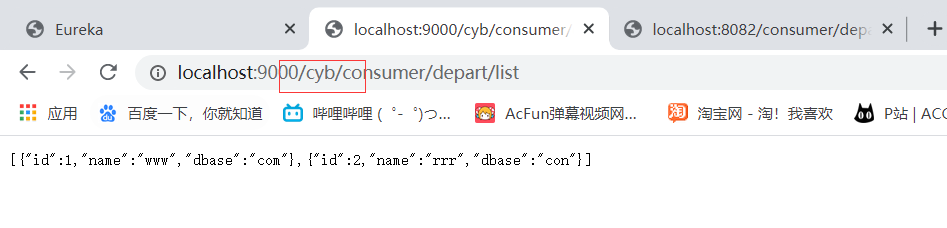 Eureka
localhost:9000/cyb/consumer/
localhost:8082/consumer/depa
localhost:9000/cyb/consumer/depart/list
应用
百度一下，你就知道
哔哩哔哩 ( ゜- ゜)つ...
AcFun弹幕视频网...
淘宝网 - 淘！我喜欢
P站 | ACG
[{"id":1,"name":"www","dbase":"com"},{"id":2,"name":"rrr","dbase":"con"}]